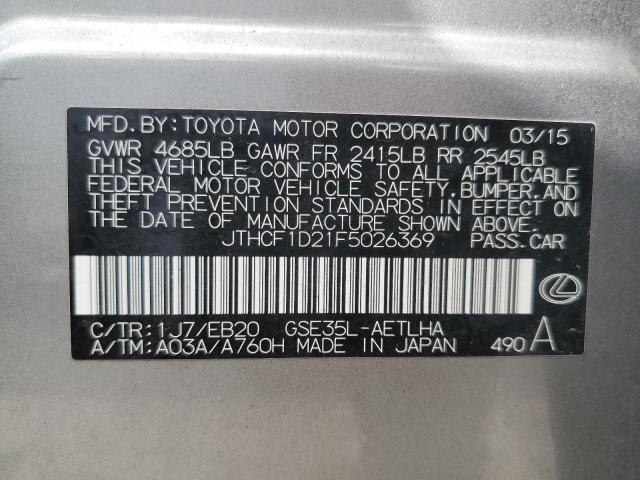 MFD.BY:TOYOTA MOTOR CORPORATION 03/15
GVWR 4685LB GAWR FR 2415LB RR 2545LB
THIS VEHICLE CONFORMS TO ALL APPLICABLE
FEDERAL MOTOR VEHICLE SAFETY,BUMPER,AND
THEFT PREVENTION STANDARDS IN EFFECT ON
THE DATE OF MANUFACTURE SHOWN ABOVE.
JTHCF1D21F5026369 PASS.CAR
C/TR:1J7/EB20 GSE35L-AETLHA
A/TM:A03A/A760H MADE IN JAPAN 490 A